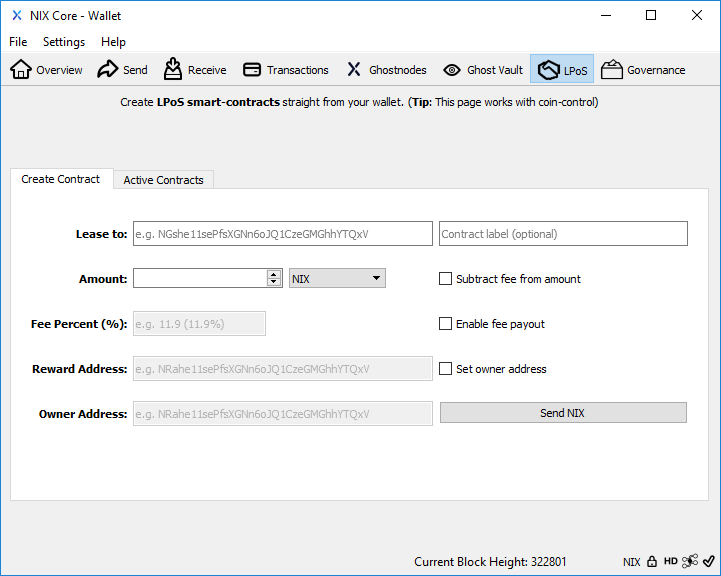 NIX Core - Wallet
File Settings Help
Overview Send Receive Transactions Ghostnodes Ghost Vault LPoS Governance
Create LPoS smart-contracts straight from your wallet. (Tip: This page works with coin-control)
Create Contract Active Contracts
Lease to: e.g. NGshe11sePfsXGNn6oJQ1CzeGMGhhYTQxV Contract label (optional)
Amount: NIX Subtract fee from amount
Fee Percent (%): e.g. 11.9 (11.9%) Enable fee payout
Reward Address: e.g. NRahe11sePfsXGNn6oJQ1CzeGMGhhYTQxV Set owner address
Owner Address: e.g. NRahe11sePfsXGNn6oJQ1CzeGMGhhYTQxV Send NIX
Current Block Height: 322801 NIX HD